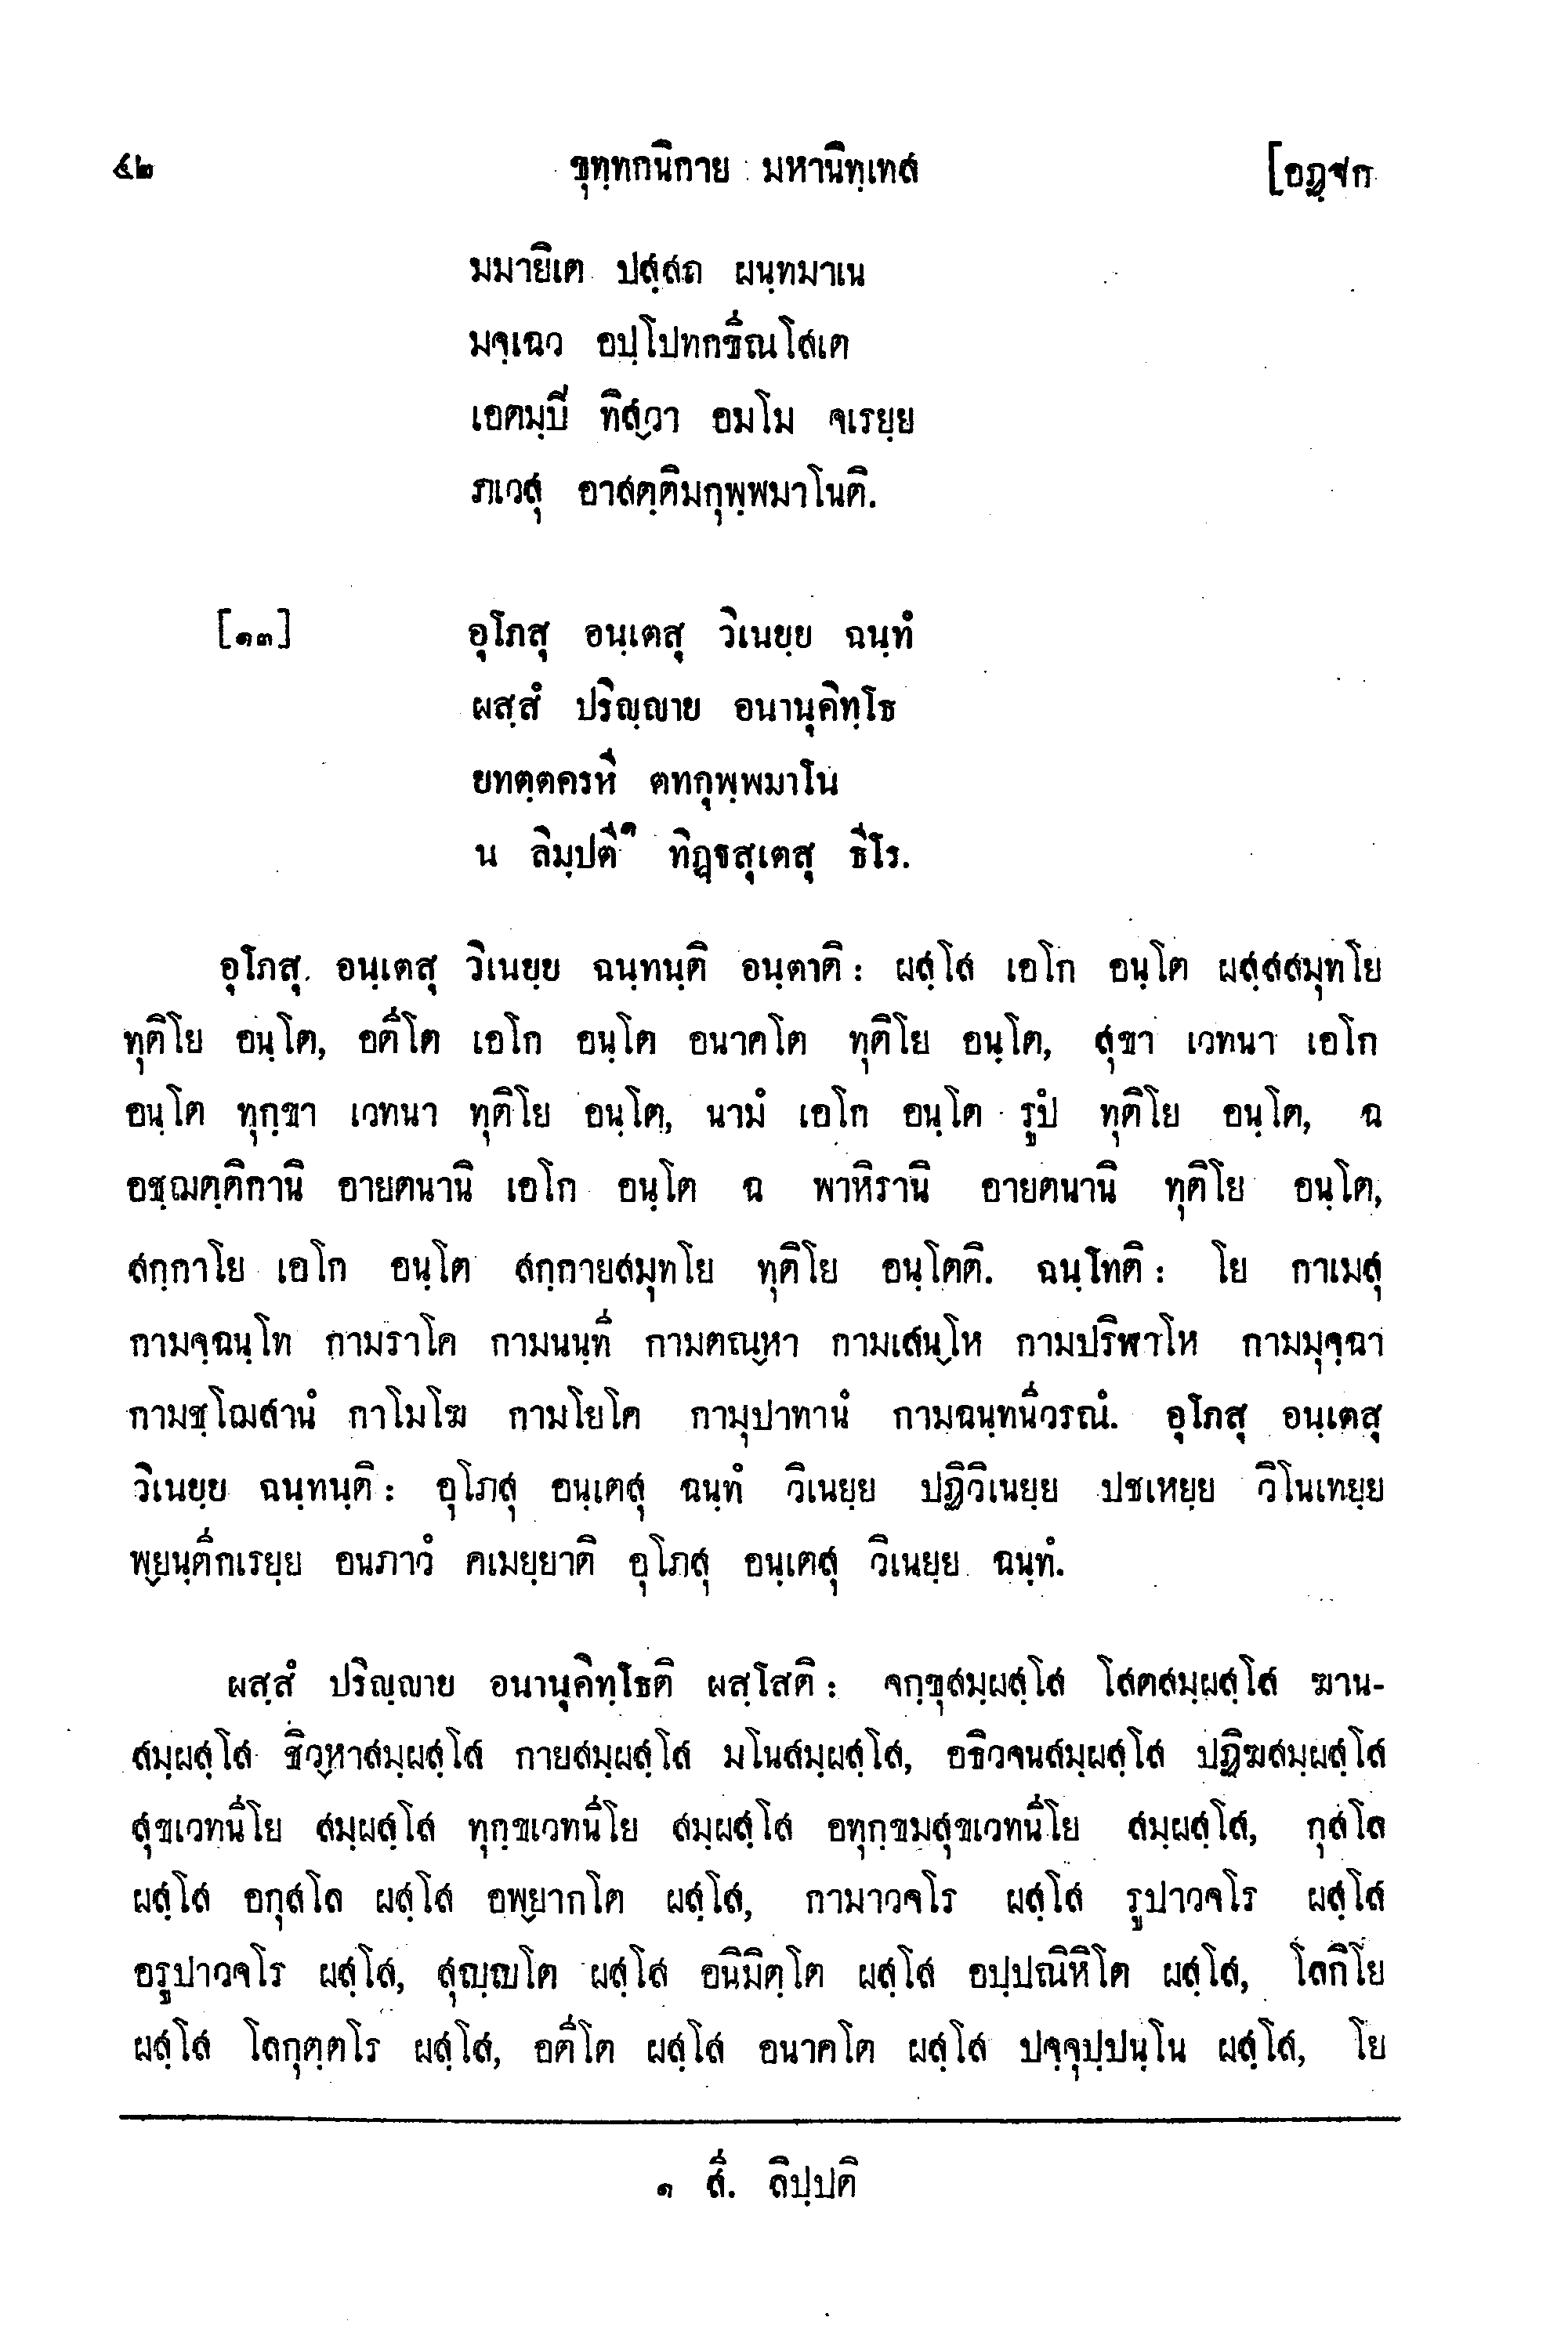 ๕๒ ขุทฺทกนิกาย มหานิทฺเทส [อฏฺฐก
มมายิเต ปสฺสถ ผนฺทมาเน
มจฺเฉว อปฺโปทกขีณโสเต
เอตมฺปี ทิสฺวา อมโม จเรยฺย
ภเวสุ อาสตฺติมกุพฺพมาโนติ.
[๑๓] อุโภสุ อนฺเตสุ วิเนยฺย ฉนฺทํ
ผสฺสํ ปริญฺญาย อนานุคิทฺโธ
ยทตฺตครหี ตทกุพฺพมาโน
น ลิมฺปตี๑ ทิฏฺฐสุเตสุ ธีโร.
อุโภสุ อนฺเตสุ วิเนยฺย ฉนฺทนฺติ อนฺตาติ: ผสฺโส เอโก อนฺโต ผสฺสสมุทโย
ทุติโย อนฺโต, อตีโต เอโก อนฺโต อนาคโต ทุติโย อนฺโต, สุขา เวทนา เอโก
อนฺโต ทุกฺขา เวทนา ทุติโย อนฺโต, นามํ เอโก อนฺโต รูปํ ทุติโย อนฺโต, ฉ
อชฺฌตฺติกานิ อายตนานิ เอโก อนฺโต ฉ พาหิรานิ อายตนานิ ทุติโย อนฺโต,
สกฺกาโย เอโก อนฺโต สกฺกายสมุทโย ทุติโย อนฺโตติ. ฉนฺโทติ: โย กาเมสุ
กามจฺฉนฺโท กามราโค กามนนฺที กามตณฺหา กามเสนฺโห กามปริฬาโห กามมุจฺฉา
กามชฺโฌสานํ กาโมโฆ กามโยโค กามุปาทานํ กามฉนฺทนีวรณํ. อุโภสุ อนฺเตสุ
วิเนยฺย ฉนฺทนฺติ: อุโภสุ อนฺเตสุ ฉนฺทํ วิเนยฺย ปฏิวิเนยฺย ปชเหยฺย วิโนเทยฺย
พฺยนฺตีกเรยฺย อนภาวํ คเมยฺยาติ อุโภสุ อนฺเตสุ วิเนยฺย ฉนฺทํ.
ผสฺสํ ปริญฺญาย อนานุคิทฺโธติ ผสฺโสติ: จกฺขุสมฺผสฺโส โสตสมฺผสฺโส ฆาน-
สมฺผสฺโส ชิวฺหาสมฺผสฺโส กายสมฺผสฺโส มโนสมฺผสฺโส, อธิวจนสมฺผสฺโส ปฏิฆสมฺผสฺโส
สุขเวทนีโย สมฺผสฺโส ทุกฺขเวทนีโย สมฺผสฺโส อทุกฺขมสุขเวทนีโย สมฺผสฺโส, กุสโล
ผสฺโส อกุสโล ผสฺโส อพฺยากโต ผสฺโส, กามาวจโร ผสฺโส รูปาวจโร ผสฺโส
อรูปาวจโร ผสฺโส, สุญฺญโต ผสฺโส อนิมิตฺโต ผสฺโส อปฺปณิหิโต ผสฺโส, โลกิโย
ผสฺโส โลกุตฺตโร ผสฺโส, อตีโต ผสฺโส อนาคโต ผสฺโส ปจฺจุปฺปนฺโน ผสฺโส, โย
๑ สี. ลิปฺปติ